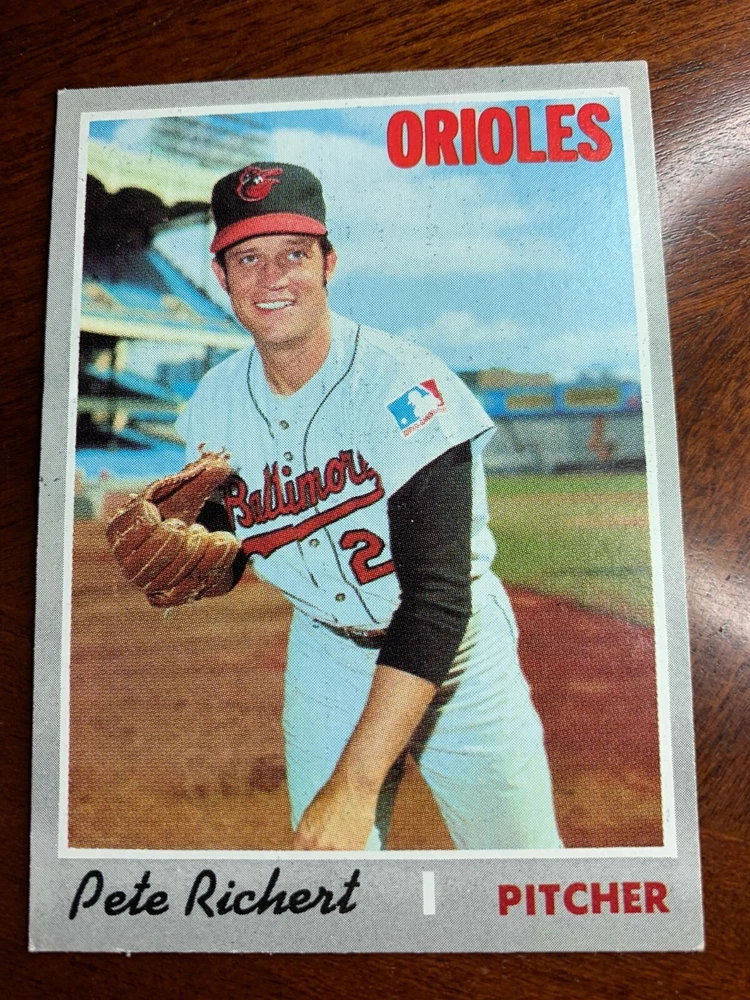 ORIOLES
Baltimore
2
Pete Richert
PITCHER